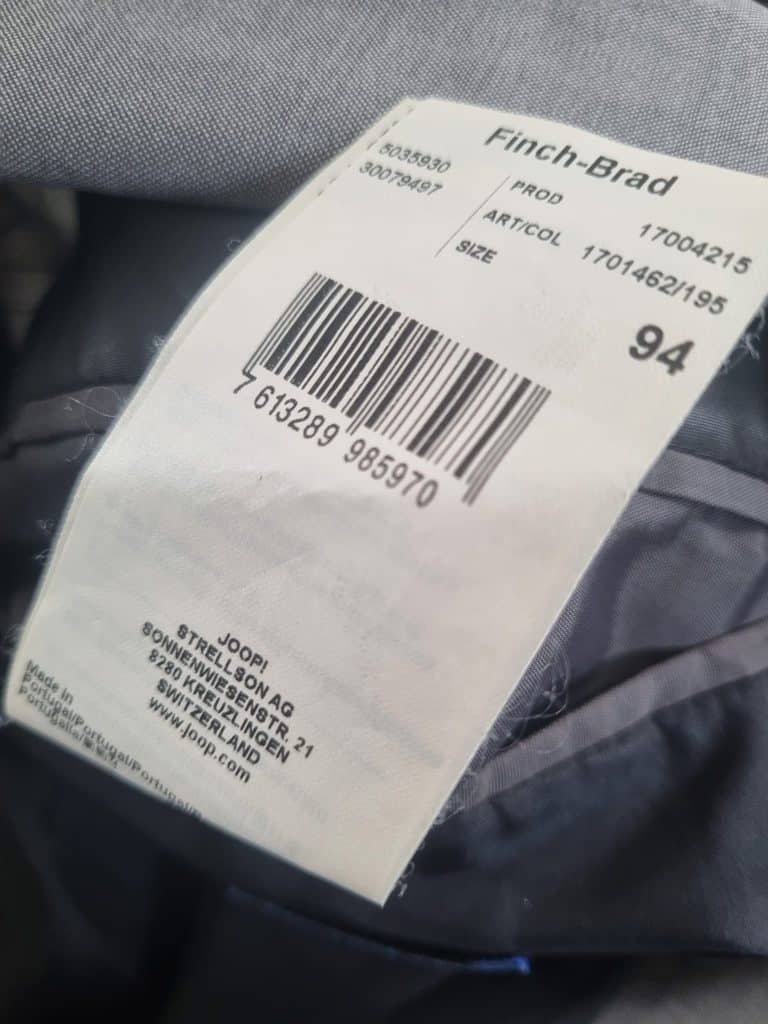 Finch-Brad
5035930
30079497
PROD 17004215
ART/COL 1701462/195
SIZE 94
7 613289 985970
JOOP!
STRELLSON AG
SONNENWIESENSTR. 21
8280 KREUZLINGEN
SWITZERLAND
www.joop.com
Made in
Portugal/Portugal/Portugal/